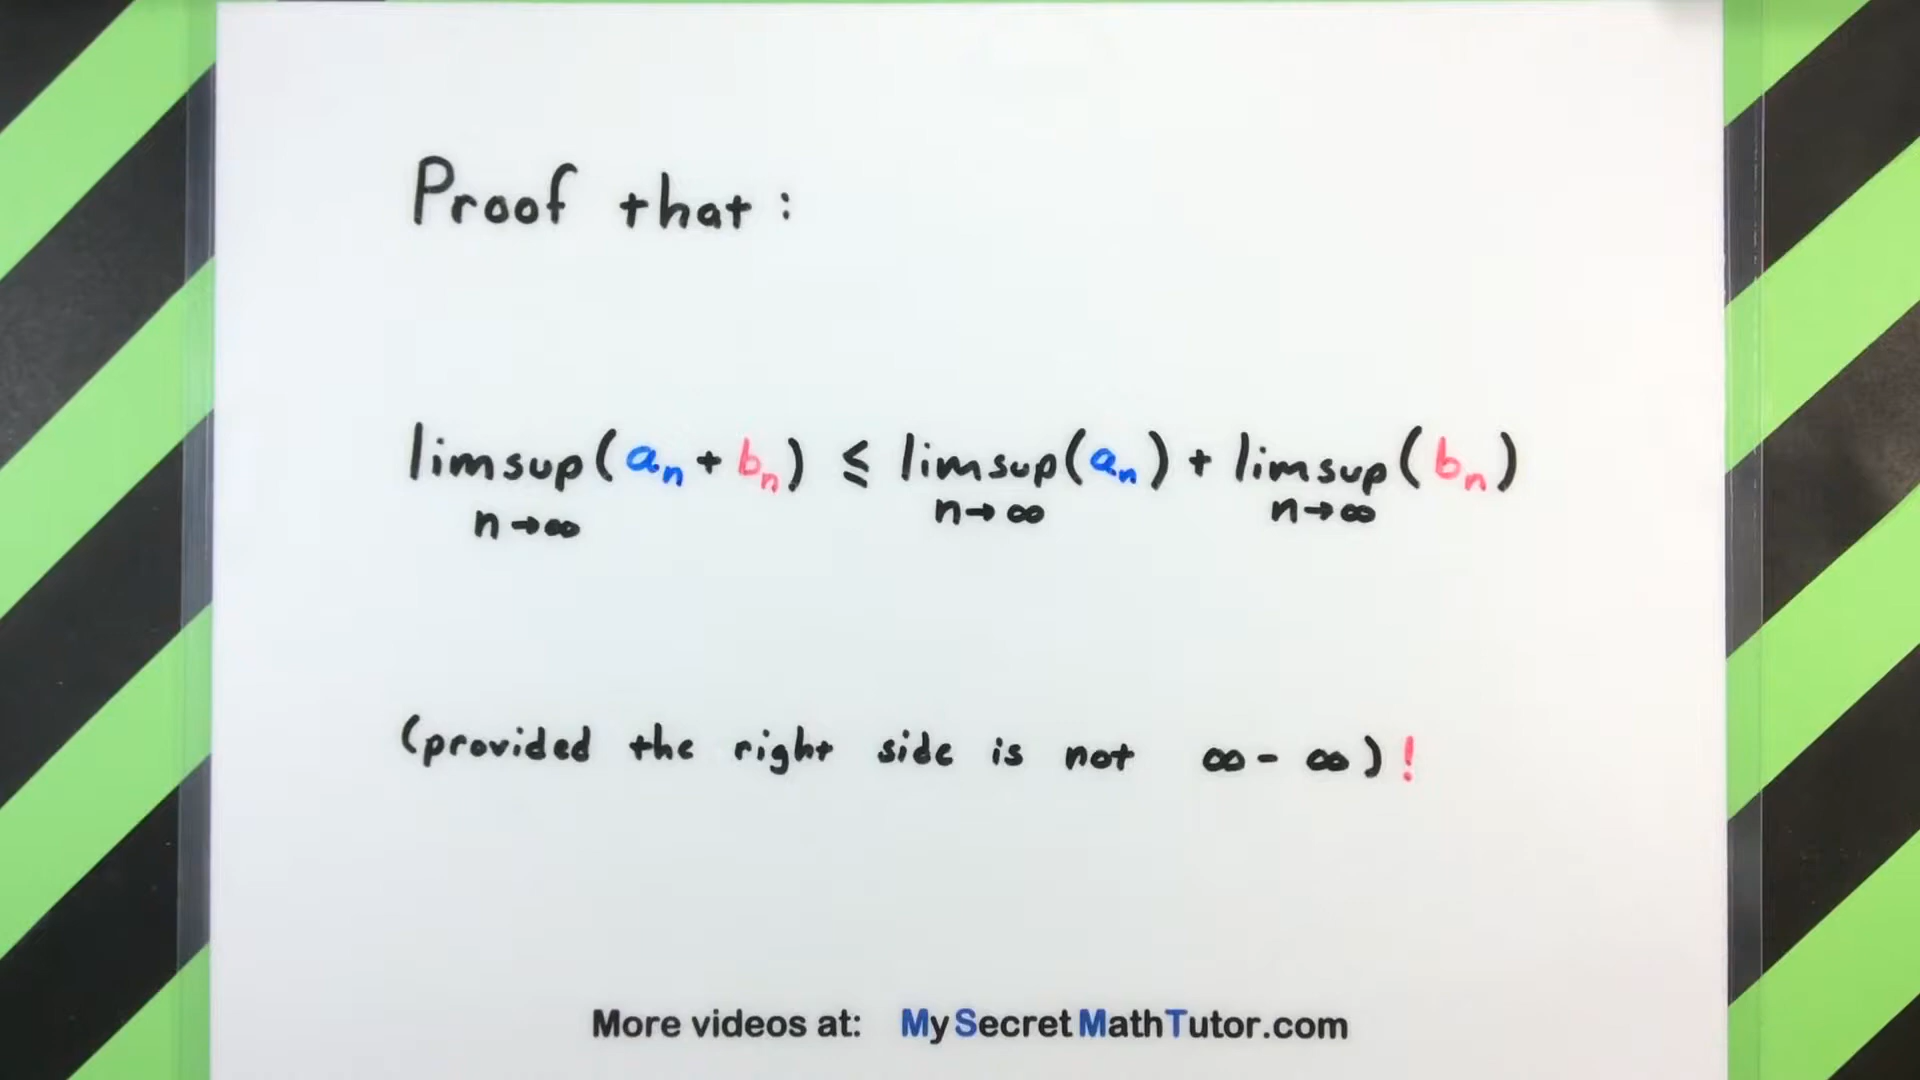 Proof that:
limsup(aₙ + bₙ) ≤ limsup(aₙ) + limsup(bₙ)
n→∞ n→∞ n→∞
(provided the right side is not ∞ - ∞)!
More videos at: MySecretMathTutor.com